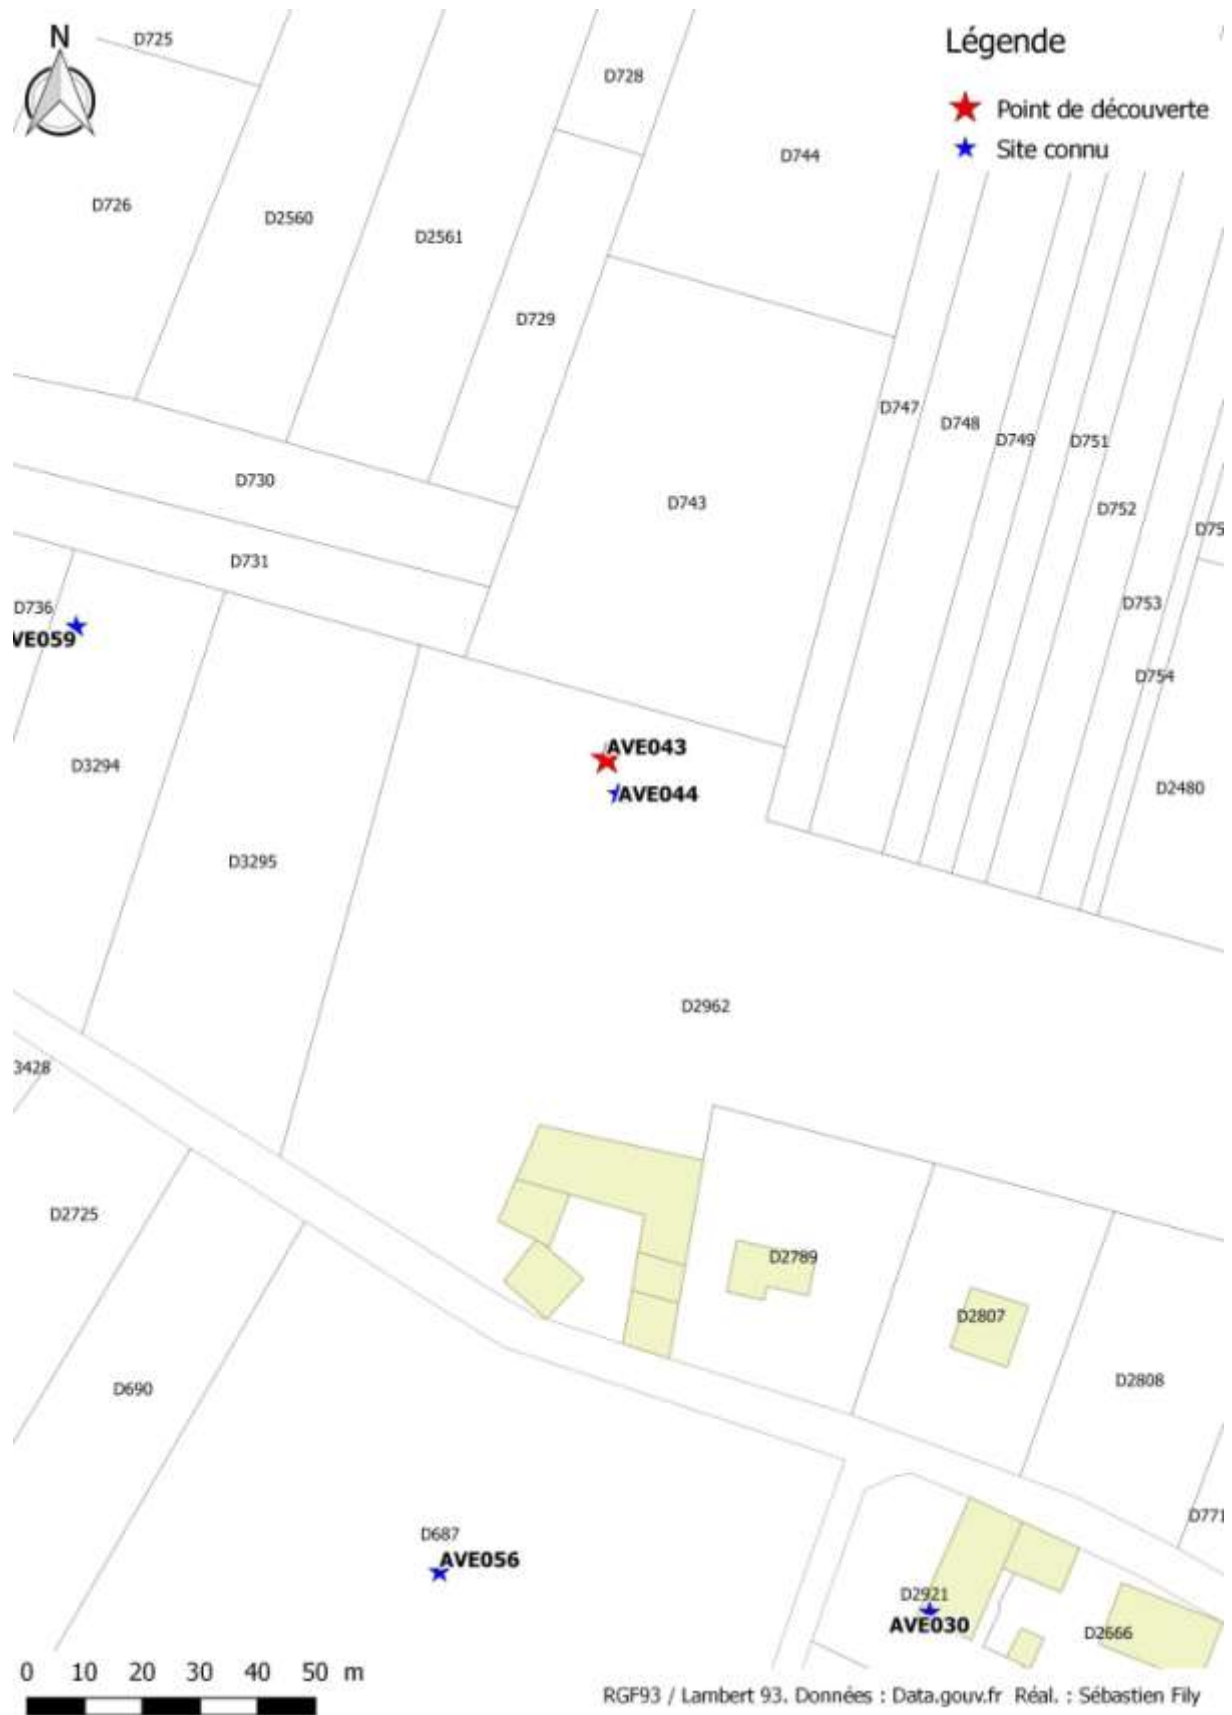 N
D725
Légende
D728
Point de découverte
Site connu
D744
D726
D2560
D2561
D729
D747
D748
D749
D751
D730
D743
D752
D75
D731
D736
VE059
D753
D754
AVE043
D3294
AVE044
D2480
D3295
D2962
3428
D2725
D2789
D2807
D690
D2808
D771
D687
AVE056
D2921
AVE030
D2666
0 10 20 30 40 50 m
RGF93 / Lambert 93. Données : Data.gouv.fr Réal. : Sébastien Fily